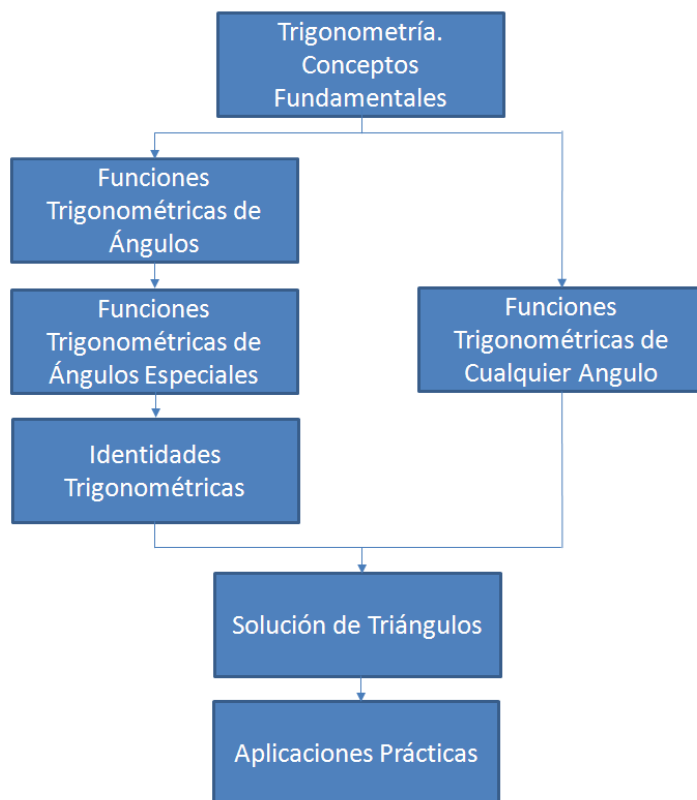 Trigonometría.
Conceptos
Fundamentales
Funciones
Trigonométricas de
Ángulos
Funciones
Trigonométricas de
Ángulos Especiales
Identidades
Trigonométricas
Funciones
Trigonométricas de
Cualquier Angulo
Solución de Triángulos
Aplicaciones Prácticas